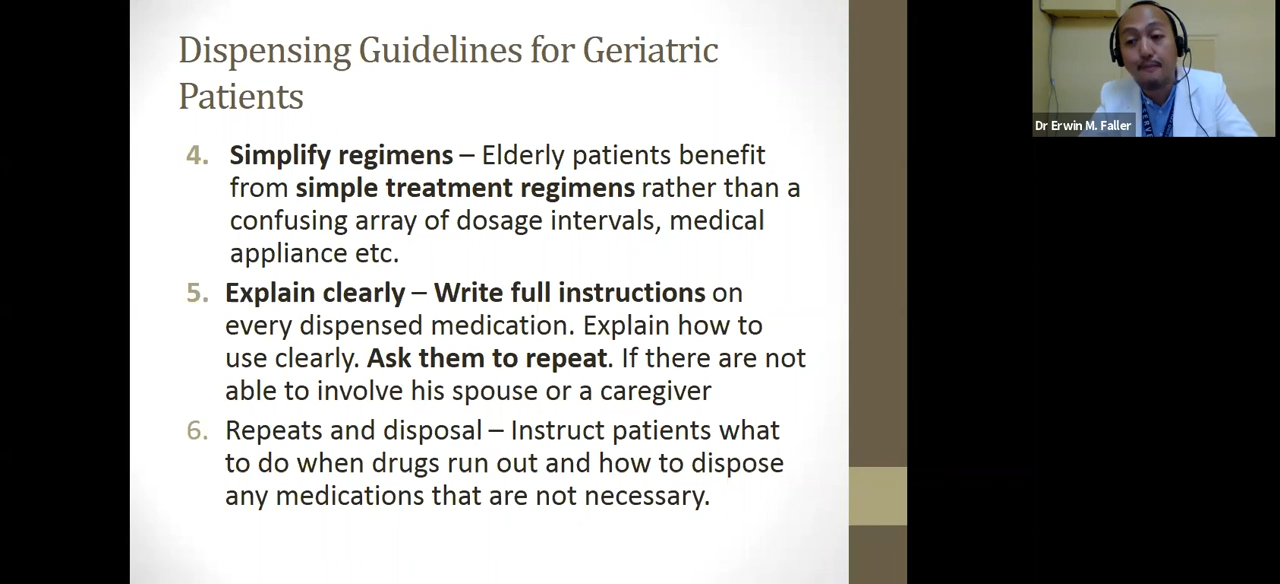 Dispensing Guidelines for Geriatric
Patients
4. Simplify regimens – Elderly patients benefit
from simple treatment regimens rather than a
confusing array of dosage intervals, medical
appliance etc.
5. Explain clearly – Write full instructions on
every dispensed medication. Explain how to
use clearly. Ask them to repeat. If there are not
able to involve his spouse or a caregiver
6. Repeats and disposal – Instruct patients what
to do when drugs run out and how to dispose
any medications that are not necessary.
Dr Erwin M. Faller